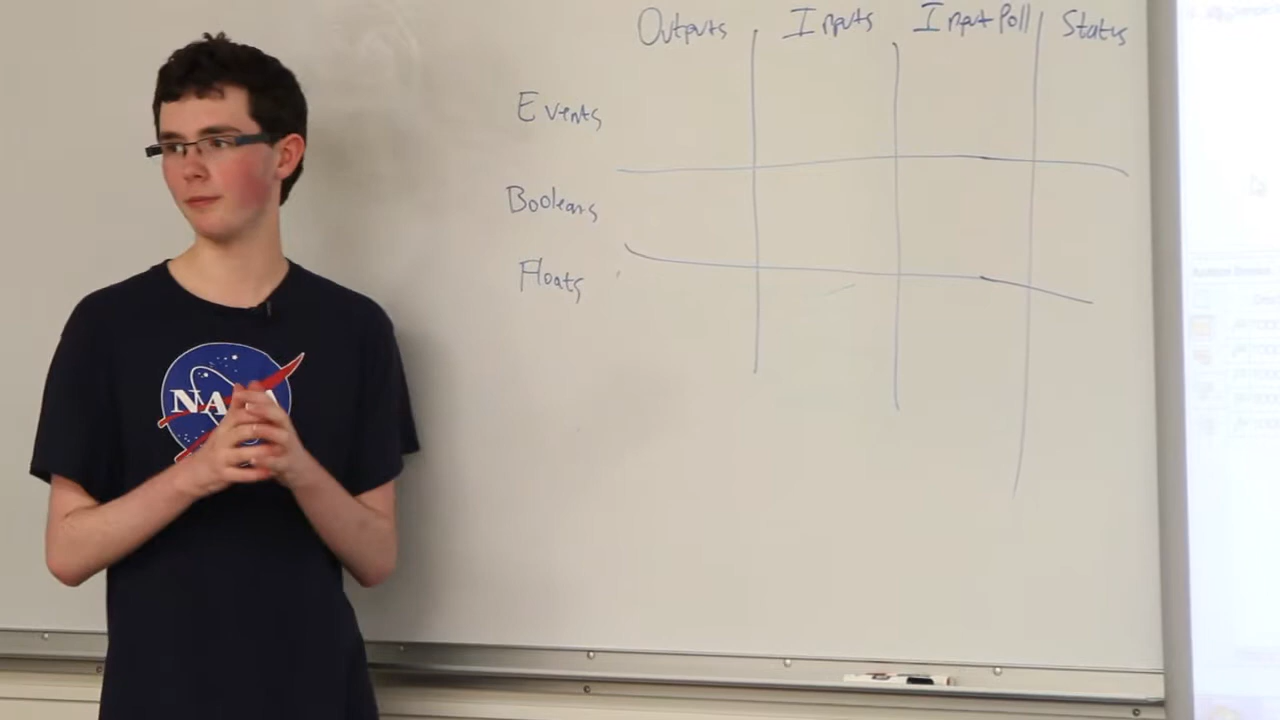 Outputs Inputs Input Poll Status
Events
Booleans
Floats
NASA